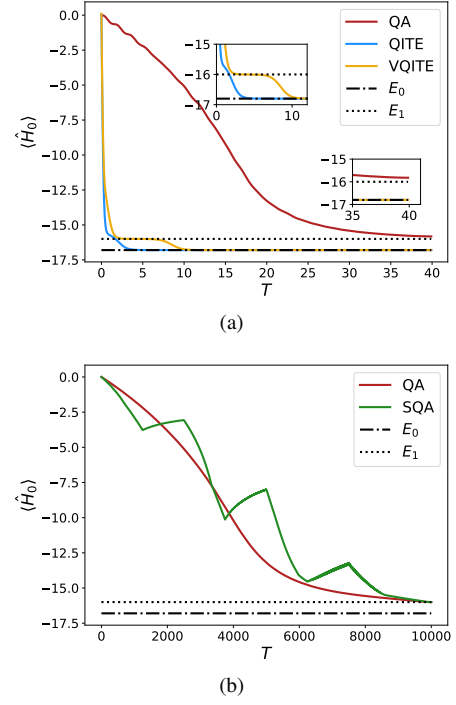 0.0
−2.5
−5.0
−7.5
−10.0
−12.5
−15.0
−17.5
⟨Ĥ₀⟩
QA
QITE
VQITE
E₀
E₁
−15
−16
−17
0 10
−15
−16
−17
35 40
0 5 10 15 20 25 30 35 40
T
(a)
0.0
−2.5
−5.0
−7.5
−10.0
−12.5
−15.0
−17.5
⟨Ĥ₀⟩
QA
SQA
E₀
E₁
0 2000 4000 6000 8000 10000
T
(b)